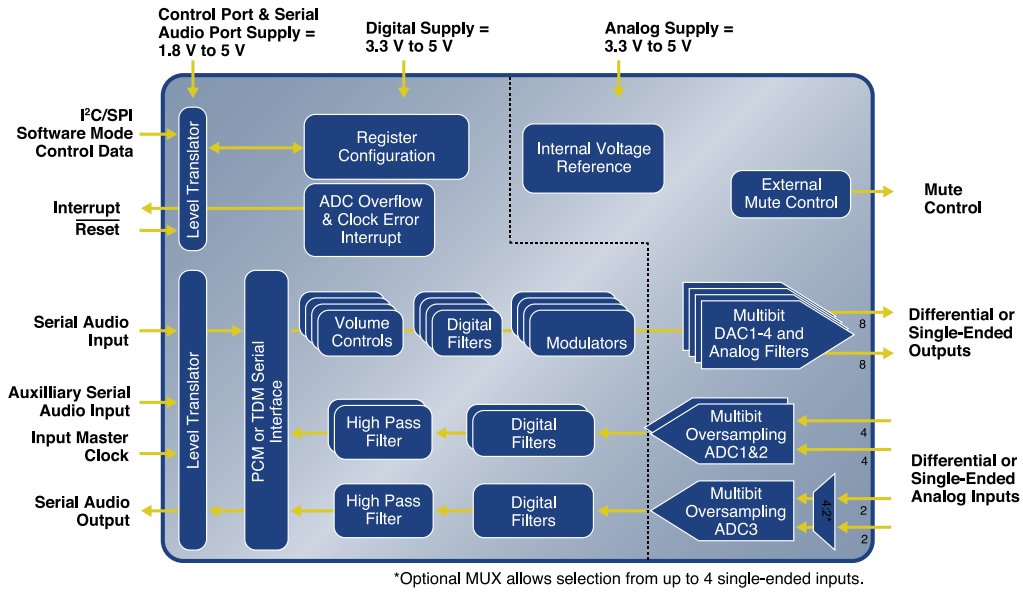 Control Port & Serial
Audio Port Supply =
1.8 V to 5 V
Digital Supply =
3.3 V to 5 V
Analog Supply =
3.3 V to 5 V
I²C/SPI
Software Mode
Control Data
Level Translator
Register
Configuration
Internal Voltage
Reference
External
Mute Control
Mute
Control
Interrupt
Reset
ADC Overflow
& Clock Error
Interrupt
Serial Audio
Input
Auxilliary Serial
Audio Input
Input Master
Clock
Serial Audio
Output
Level Translator
PCM or TDM Serial
Interface
Volume
Controls
Digital
Filters
Modulators
Multibit
DAC1-4 and
Analog Filters
8
8
Differential or
Single-Ended
Outputs
High Pass
Filter
Digital
Filters
Multibit
Oversampling
ADC1&2
4
4
High Pass
Filter
Digital
Filters
Multibit
Oversampling
ADC3
4:2*
2
2
Differential or
Single-Ended
Analog Inputs
*Optional MUX allows selection from up to 4 single-ended inputs.